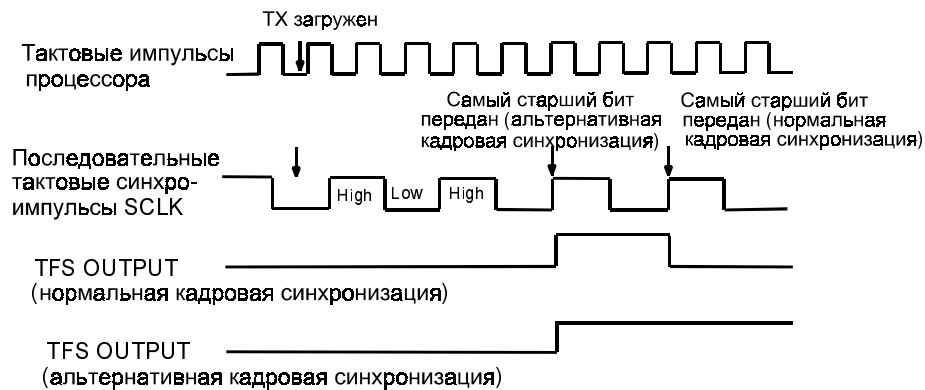 TX загружен
Тактовые импульсы
процессора
Самый старший бит
передан (альтернативная
кадровая синхронизация)
Самый старший бит
передан (нормальная
кадровая синхронизация)
Последовательные
тактовые синхро-
импульсы SCLK
High
Low
High
TFS OUTPUT
(нормальная кадровая синхронизация)
TFS OUTPUT
(альтернативная кадровая синхронизация)